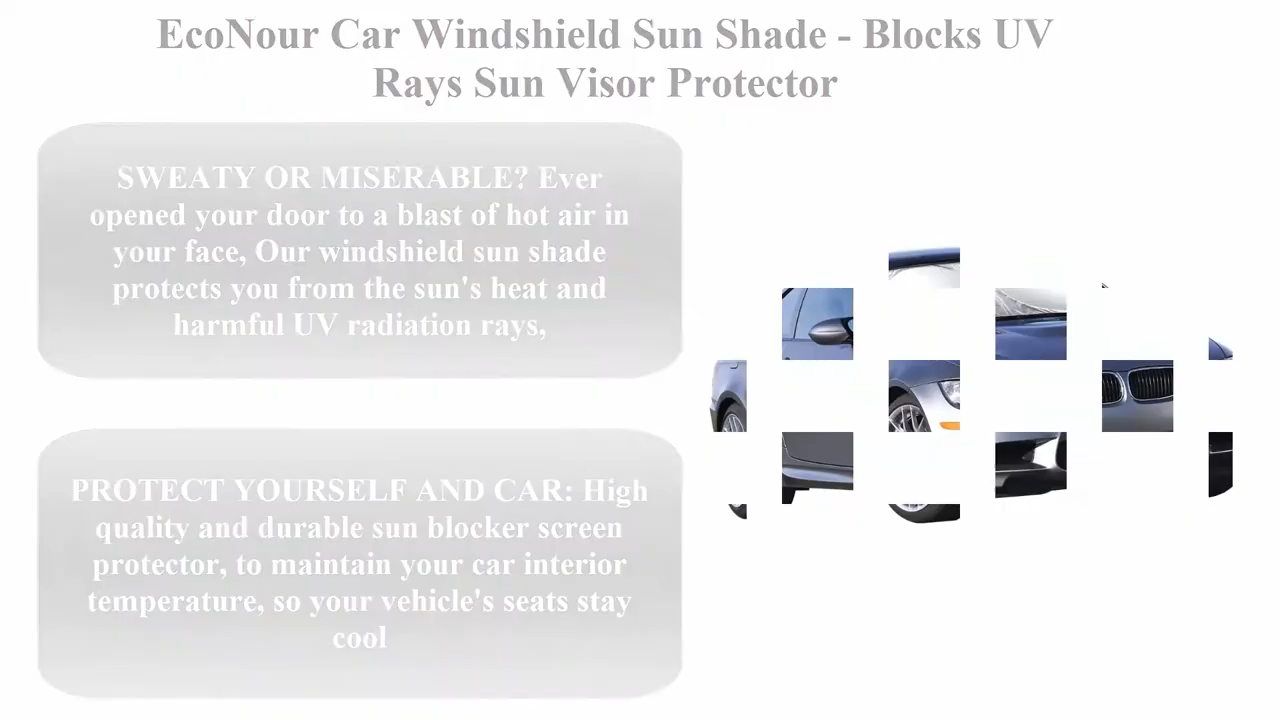 EcoNour Car Windshield Sun Shade - Blocks UV
Rays Sun Visor Protector
SWEATY OR MISERABLE? Ever
opened your door to a blast of hot air in
your face, Our windshield sun shade
protects you from the sun's heat and
harmful UV radiation rays,
PROTECT YOURSELF AND CAR: High
quality and durable sun blocker screen
protector, to maintain your car interior
temperature, so your vehicle's seats stay
cool